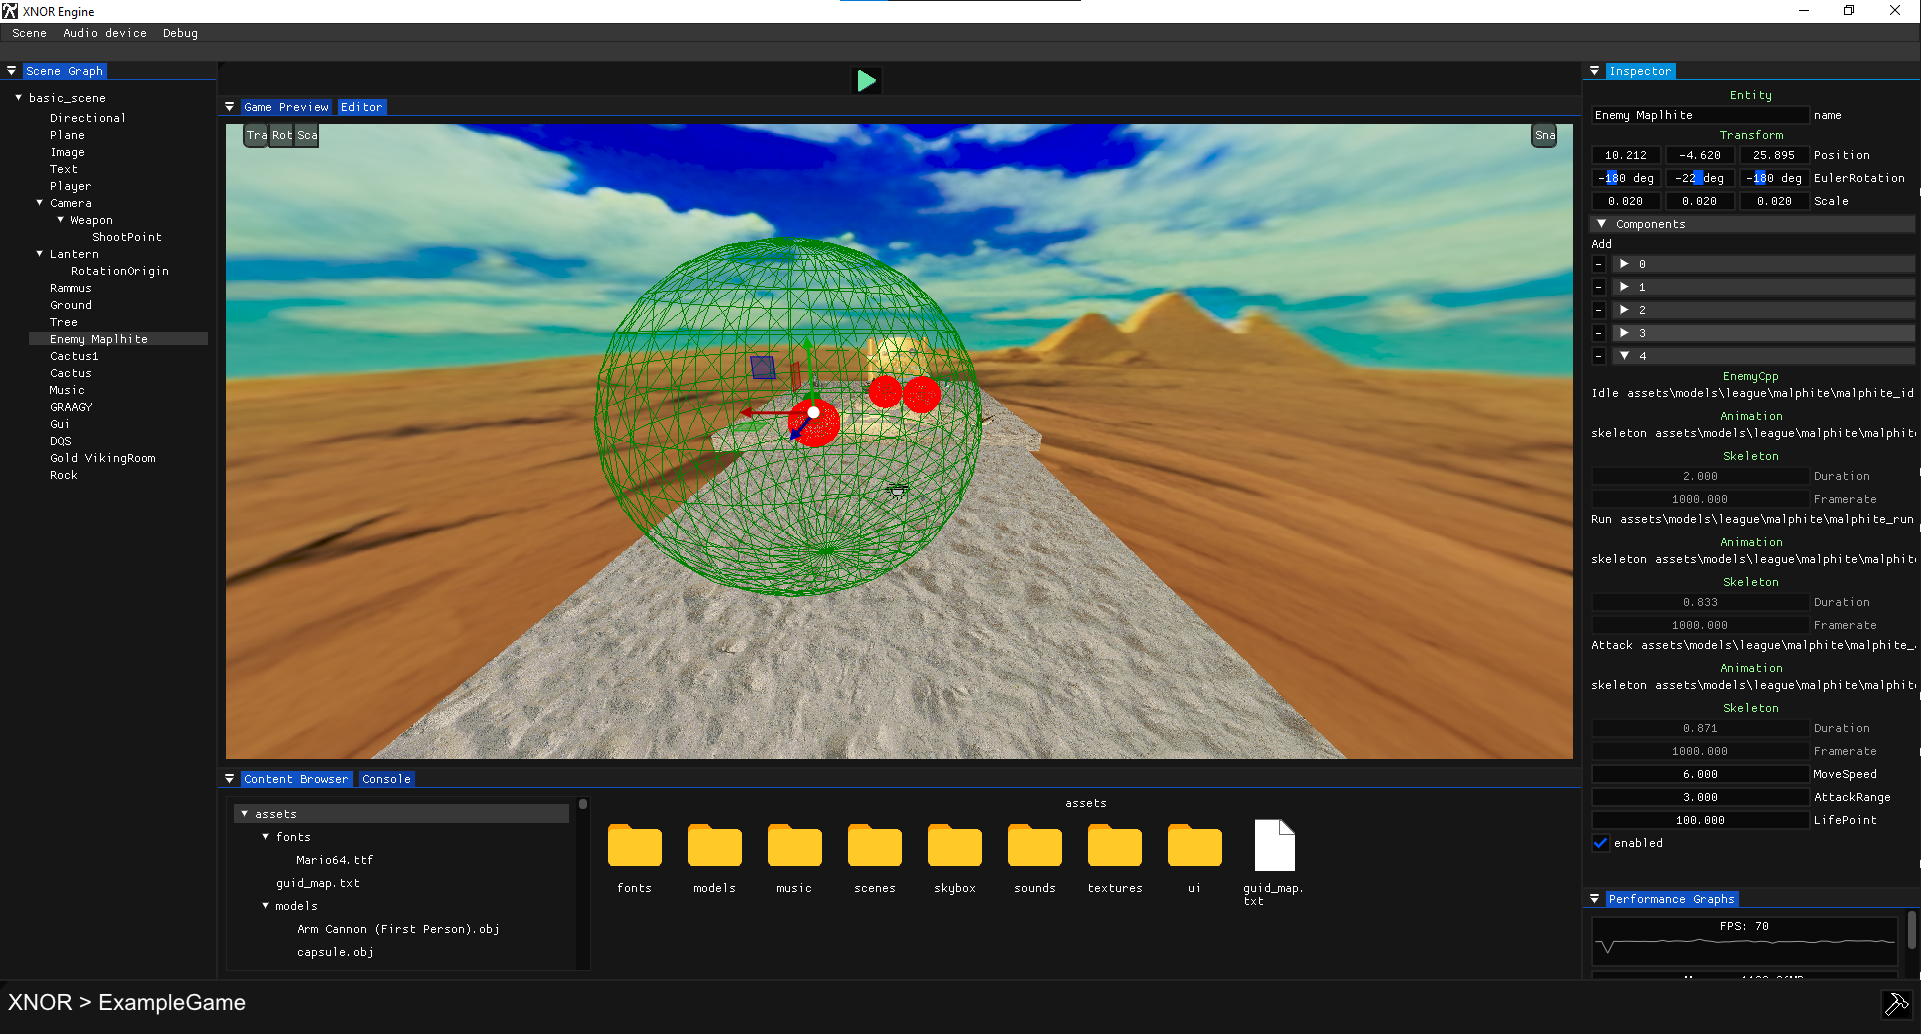 XNOR Engine
Scene Audio device Debug
Scene Graph
basic_scene
Directional
Plane
Image
Text
Player
Camera
Weapon
ShootPoint
Lantern
RotationOrigin
Rammus
Ground
Tree
Enemy Maplhite
Cactus1
Cactus
Music
GRAAGY
Gui
DQS
Gold VikingRoom
Rock
Game Preview Editor
Tra Rot Sca
Sna
Content Browser Console
assets
fonts
Mario64.ttf
guid_map.txt
models
Arm Cannon (First Person).obj
capsule.obj
assets
fonts models music scenes skybox sounds textures ui guid_map.
txt
Inspector
Entity
Enemy Maplhite name
Transform
10.212 -4.620 25.895 Position
-180 deg -22 deg -180 deg EulerRotation
0.020 0.020 0.020 Scale
Components
Add
- 0
- 1
- 2
- 3
- 4
EnemyCpp
Idle assets\models\league\malphite\malphite_id
Animation
skeleton assets\models\league\malphite\malphite
Skeleton
2.000 Duration
1000.000 Framerate
Run assets\models\league\malphite\malphite_run
Animation
skeleton assets\models\league\malphite\malphite
Skeleton
0.833 Duration
1000.000 Framerate
Attack assets\models\league\malphite\malphite_
Animation
skeleton assets\models\league\malphite\malphite
Skeleton
0.871 Duration
1000.000 Framerate
6.000 MoveSpeed
3.000 AttackRange
100.000 LifePoint
enabled
Performance Graphs
FPS: 70
XNOR > ExampleGame